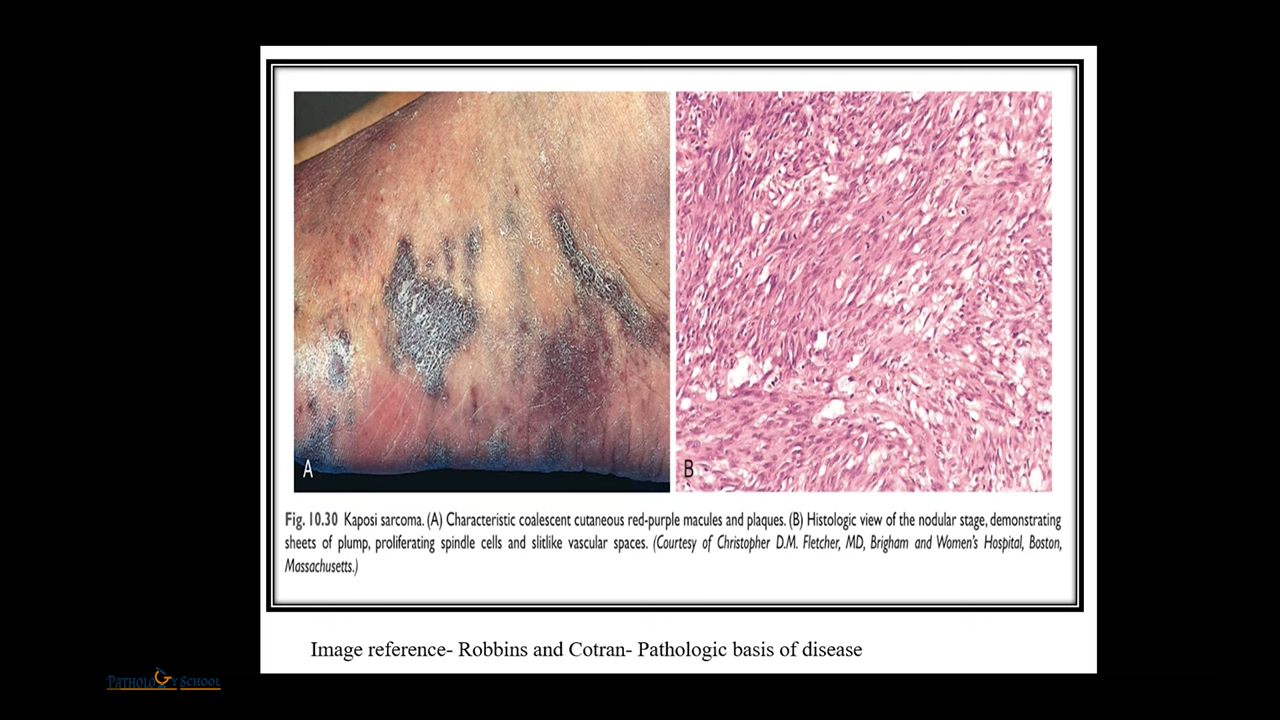 A
B
Fig. 10.30 Kaposi sarcoma. (A) Characteristic coalescent cutaneous red-purple macules and plaques. (B) Histologic view of the nodular stage, demonstrating
sheets of plump, proliferating spindle cells and slitlike vascular spaces. (Courtesy of Christopher D.M. Fletcher, MD, Brigham and Women's Hospital, Boston,
Massachusetts.)
Image reference- Robbins and Cotran- Pathologic basis of disease
PATHOLOGY SCHOOL